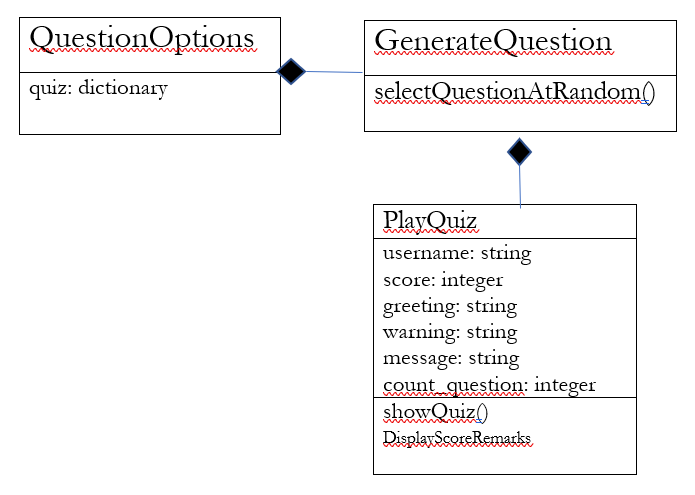 QuestionOptions
quiz: dictionary
GenerateQuestion
selectQuestionAtRandom()
PlayQuiz
username: string
score: integer
greeting: string
warning: string
message: string
count_question: integer
showQuiz()
DisplayScoreRemarks